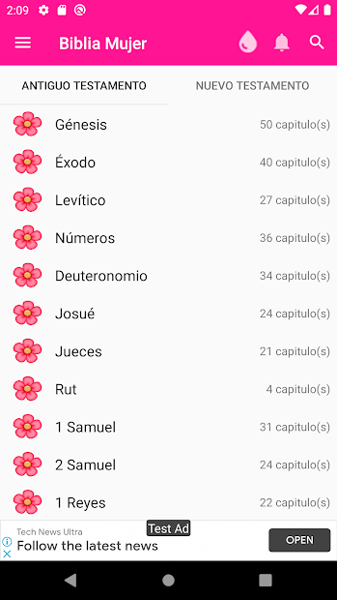 2:09
Biblia Mujer
ANTIGUO TESTAMENTO NUEVO TESTAMENTO
Génesis 50 capitulo(s)
Éxodo 40 capitulo(s)
Levítico 27 capitulo(s)
Números 36 capitulo(s)
Deuteronomio 34 capitulo(s)
Josué 24 capitulo(s)
Jueces 21 capitulo(s)
Rut 4 capitulo(s)
1 Samuel 31 capitulo(s)
2 Samuel 24 capitulo(s)
1 Reyes 22 capitulo(s)
Test Ad
Tech News Ultra
Follow the latest news
OPEN